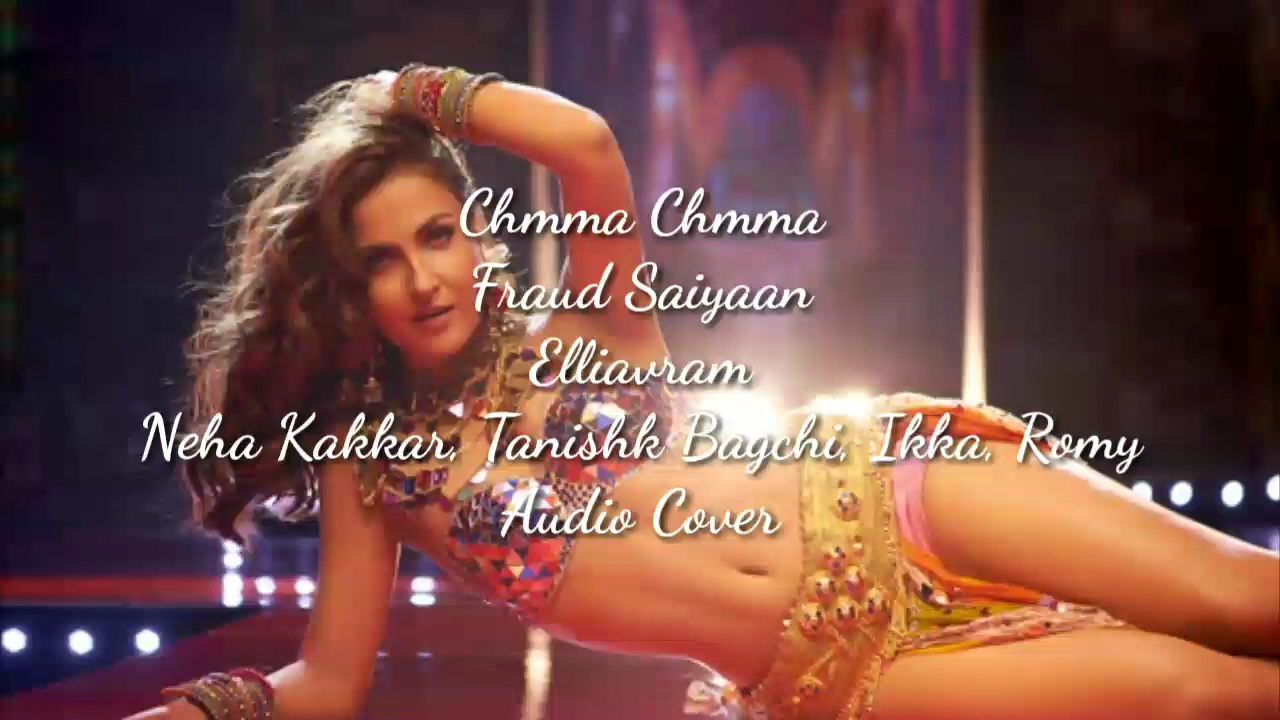 Chmma Chmma
Fraud Saiyaan
Elliavram
Neha Kakkar, Tanishk Bagchi, Ikka, Romy
Audio Cover